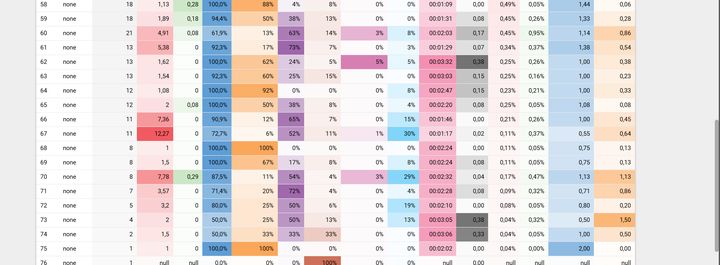 58 none 18 1,13 0,28 100,0% 88% 4% 8% 0% 0% 00:01:09 0,00 0,49% 0,05% 1,44 0,06
59 none 18 1,89 0,18 94,4% 50% 38% 13% 0% 0% 00:01:31 0,08 0,45% 0,26% 1,33 0,28
60 none 21 4,91 0,08 61,9% 13% 63% 14% 3% 8% 00:02:03 0,17 0,45% 0,95% 1,14 0,86
61 none 13 5,38 0 92,3% 17% 73% 7% 0% 3% 00:01:29 0,07 0,34% 0,37% 1,38 0,54
62 none 13 1,62 0 100,0% 62% 24% 5% 5% 5% 00:03:32 0,38 0,25% 0,26% 1,00 0,38
63 none 13 1,54 0 92,3% 60% 25% 15% 0% 0% 00:03:03 0,15 0,25% 0,16% 1,00 0,23
64 none 12 1,08 0 100,0% 92% 0% 0% 0% 8% 00:02:47 0,15 0,23% 0,21% 1,00 0,33
65 none 12 2 0,08 100,0% 50% 38% 8% 0% 4% 00:02:20 0,08 0,25% 0,05% 1,08 0,08
66 none 11 7,36 0 90,9% 12% 65% 7% 0% 15% 00:01:46 0,00 0,21% 0,26% 1,00 0,45
67 none 11 12,27 0 72,7% 6% 52% 11% 1% 30% 00:01:17 0,02 0,11% 0,37% 0,55 0,64
68 none 8 1 0 100,0% 100% 0% 0% 0% 0% 00:02:24 0,00 0,11% 0,05% 0,75 0,13
69 none 8 1,5 0 100,0% 67% 17% 8% 0% 8% 00:02:24 0,08 0,11% 0,05% 0,75 0,13
70 none 8 7,78 0,29 87,5% 11% 54% 4% 3% 29% 00:02:32 0,04 0,17% 0,47% 1,13 1,13
71 none 7 3,57 0 71,4% 20% 72% 4% 0% 4% 00:02:28 0,08 0,09% 0,32% 0,71 0,86
72 none 5 3,2 0 80,0% 25% 50% 6% 0% 19% 00:02:10 0,00 0,08% 0,05% 0,80 0,20
73 none 4 2 0 50,0% 25% 50% 13% 0% 13% 00:03:05 0,38 0,04% 0,32% 0,50 1,50
74 none 2 1,5 0 50,0% 33% 33% 33% 0% 0% 00:03:06 0,33 0,04% 0,05% 1,00 0,50
75 none 1 1 0 100,0% 100% 0% 0% 0% 0% 00:02:02 0,00 0,04% 0,00% 2,00 0,00
76 none 1 null null 0,0% 0% 0% 100% 0% 0% null null null null null null